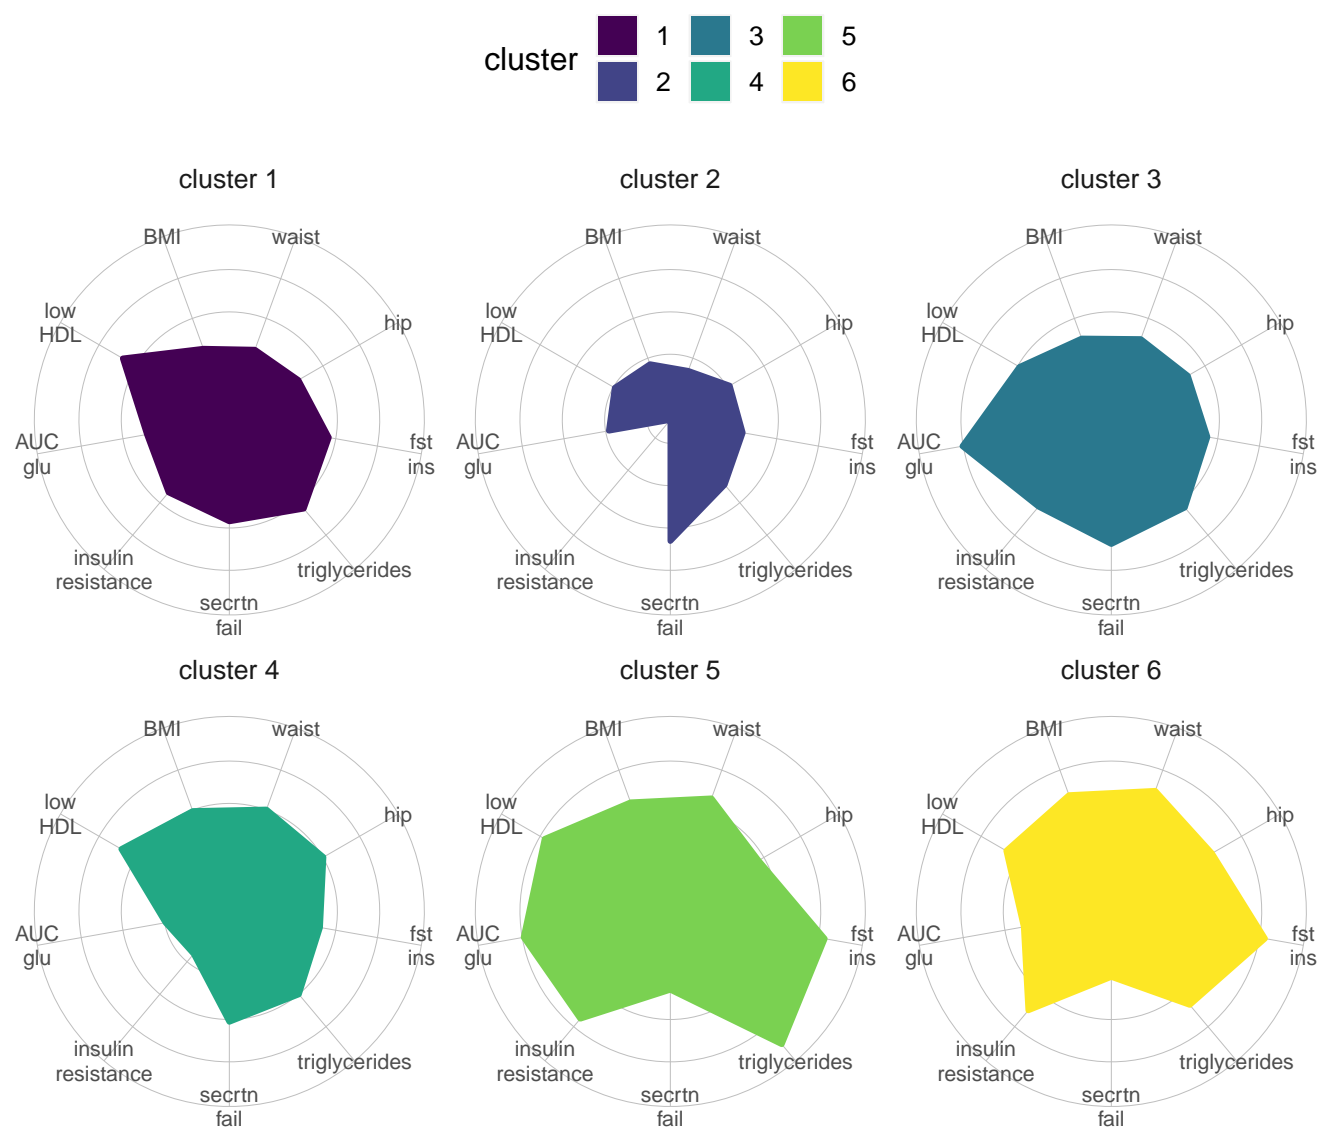 cluster
1 3 5
2 4 6
cluster 1
BMI waist
low
HDL
hip
AUC
glu
fst
ins
insulin
resistance
triglycerides
secrtn
fail
cluster 2
BMI waist
low
HDL
hip
AUC
glu
fst
ins
insulin
resistance
triglycerides
secrtn
fail
cluster 3
BMI waist
low
HDL
hip
AUC
glu
fst
ins
insulin
resistance
triglycerides
secrtn
fail
cluster 4
BMI waist
low
HDL
hip
AUC
glu
fst
ins
insulin
resistance
triglycerides
secrtn
fail
cluster 5
BMI waist
low
HDL
hip
AUC
glu
fst
ins
insulin
resistance
triglycerides
secrtn
fail
cluster 6
BMI waist
low
HDL
hip
AUC
glu
fst
ins
insulin
resistance
triglycerides
secrtn
fail